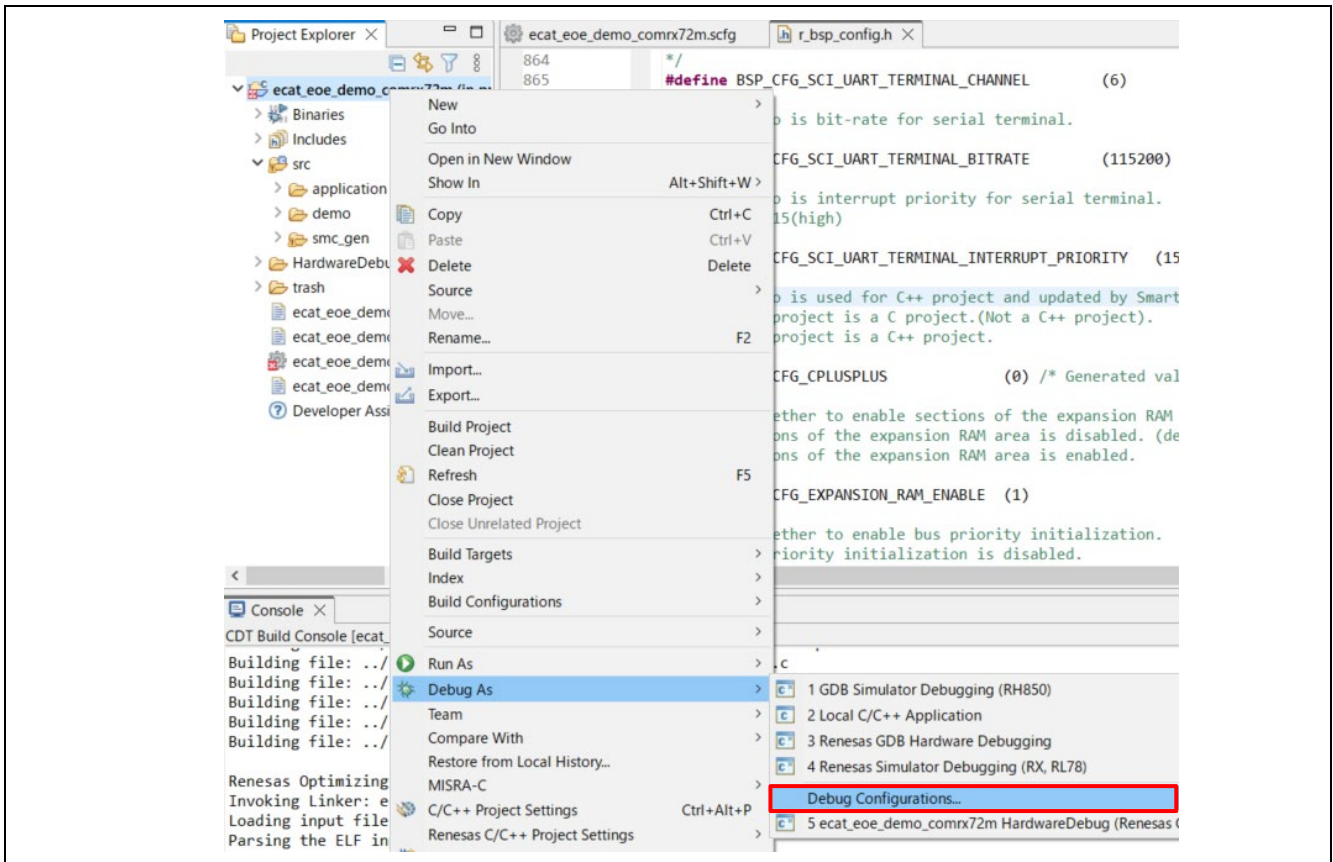 Project Explorer
ecat_eoe_demo_comrx72m.scfg
r_bsp_config.h
ecat_eoe_demo_comrx72m (in
Binaries
Includes
src
application
demo
smc_gen
HardwareDebu
trash
ecat_eoe_demo
ecat_eoe_demo
ecat_eoe_demo
ecat_eoe_demo
Developer Assi
New
Go Into
Open in New Window
Show In Alt+Shift+W
Copy Ctrl+C
Paste Ctrl+V
Delete Delete
Source
Move...
Rename... F2
Import...
Export...
Build Project
Clean Project
Refresh F5
Close Project
Close Unrelated Project
Build Targets
Index
Build Configurations
Source
Run As
Debug As
Team
Compare With
Restore from Local History...
MISRA-C
C/C++ Project Settings Ctrl+Alt+P
Renesas C/C++ Project Settings
1 GDB Simulator Debugging (RH850)
2 Local C/C++ Application
3 Renesas GDB Hardware Debugging
4 Renesas Simulator Debugging (RX, RL78)
Debug Configurations...
5 ecat_eoe_demo_comrx72m HardwareDebug (Renesas
864 */
865 #define BSP_CFG_SCI_UART_TERMINAL_CHANNEL (6)
is bit-rate for serial terminal.
CFG_SCI_UART_TERMINAL_BITRATE (115200)
is interrupt priority for serial terminal.
15(high)
CFG_SCI_UART_TERMINAL_INTERRUPT_PRIORITY (15
is used for C++ project and updated by Smart
project is a C project.(Not a C++ project).
project is a C++ project.
CFG_CPLUSPLUS (0) /* Generated val
ether to enable sections of the expansion RAM
ons of the expansion RAM area is disabled. (de
ons of the expansion RAM area is enabled.
CFG_EXPANSION_RAM_ENABLE (1)
ether to enable bus priority initialization.
riority initialization is disabled.
Console
CDT Build Console [ecat_
Building file: ../
.c
Building file: ../
Building file: ../
Building file: ../
Building file: ../
Renesas Optimizing
Invoking Linker: e
Loading input file
Parsing the ELF in